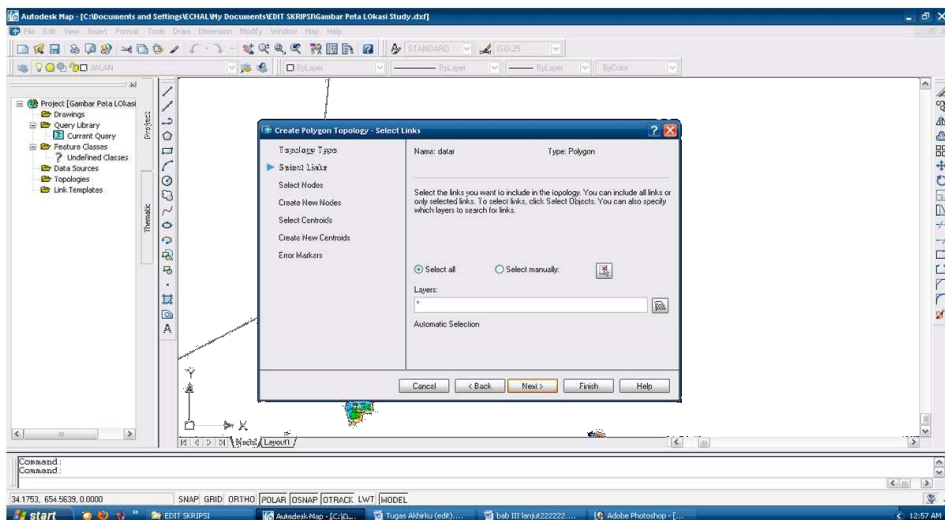 Autodesk Map - [C:\Documents and Settings\ECHAL\My Documents\EDIT SKRIPSI\Gambar Peta LOkasi Study.dxf]
File Edit View Insert Format Tools Draw Dimension Modify Window Map Help
STANDARD
ISO-25
JALAN
ByLayer
ByLayer
ByLayer
ByColor
Project [Gambar Peta LOkasi
Drawings
Query Library
Current Query
Feature Classes
Undefined Classes
Data Sources
Topologies
Link Templates
Project
Thematic
Create Polygon Topology - Select Links
Topology Type
Select Links
Select Nodes
Create New Nodes
Select Centroids
Create New Centroids
Error Markers
Name: datar
Type: Polygon
Select the links you want to include in the topology. You can include all links or
only selected links. To select links, click Select Objects. You can also specify
which layers to search for links.
Select all
Select manually:
Layers:
*
Automatic Selection
Cancel
< Back
Next >
Finish
Help
Y
X
Model
Layout1
Command:
Command:
34.1753, 654.5639, 0.0000
SNAP GRID ORTHO POLAR OSNAP OTRACK LWT MODEL
start
EDIT SKRIPSI
Autodesk Map - [C:\D...
Tugas Akhirku (edit)....
bab III lanjut222222....
Adobe Photoshop - [...
12:57 AM